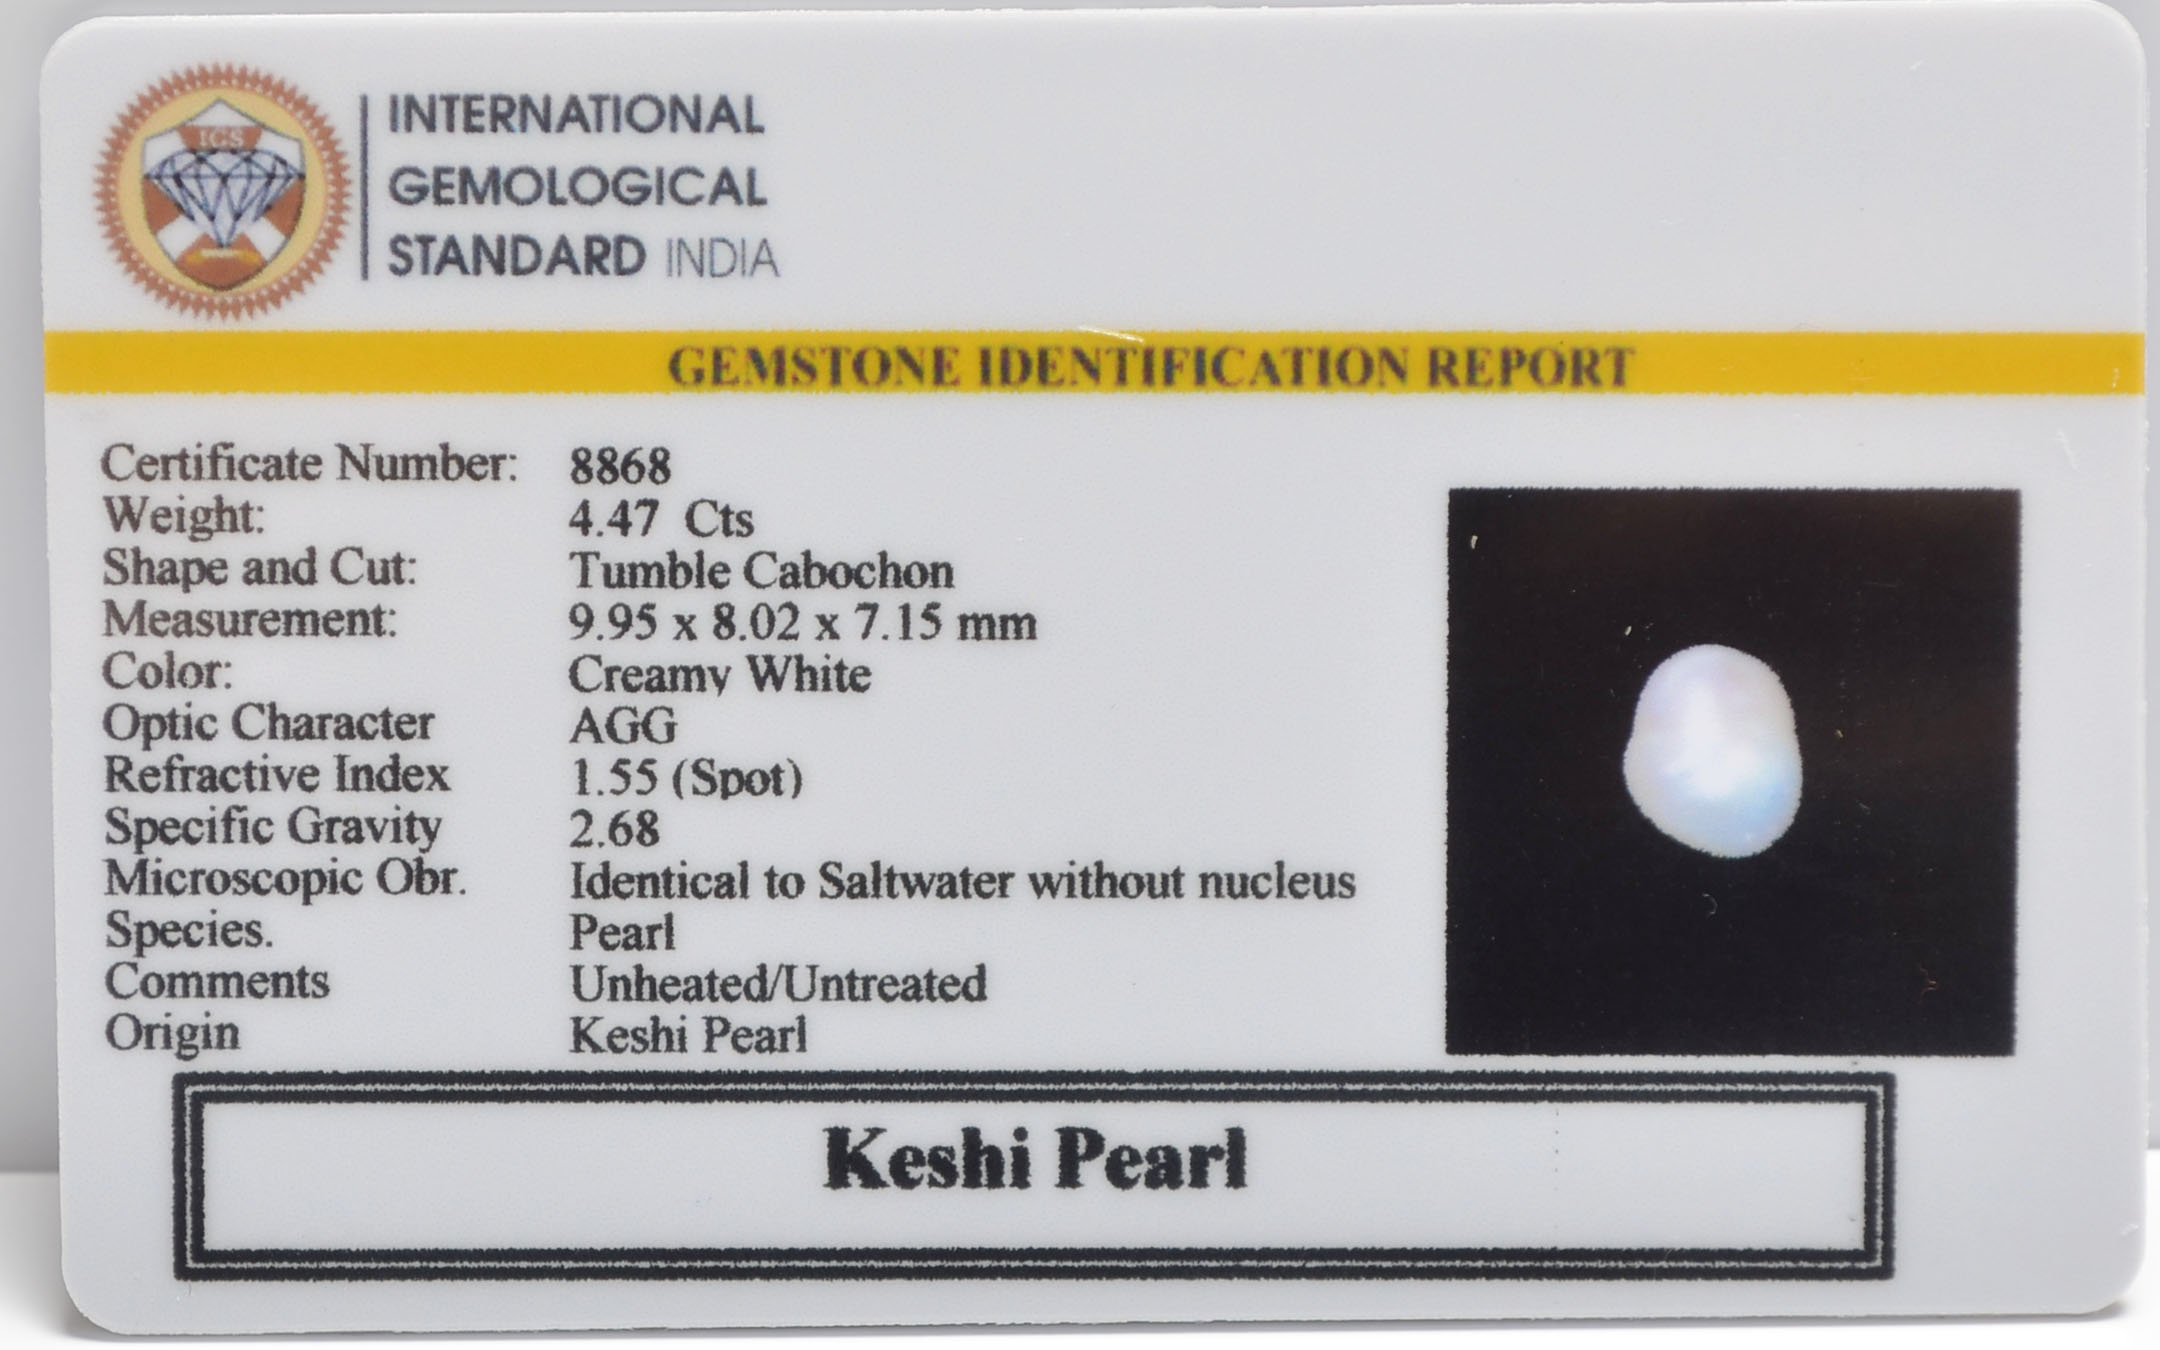 IGS
INTERNATIONAL
GEMOLOGICAL
STANDARD INDIA
GEMSTONE IDENTIFICATION REPORT
Certificate Number: 8868
Weight: 4.47 Cts
Shape and Cut: Tumble Cabochon
Measurement: 9.95 x 8.02 x 7.15 mm
Color: Creamy White
Optic Character AGG
Refractive Index 1.55 (Spot)
Specific Gravity 2.68
Microscopic Obr. Identical to Saltwater without nucleus
Species. Pearl
Comments Unheated/Untreated
Origin Keshi Pearl
Keshi Pearl